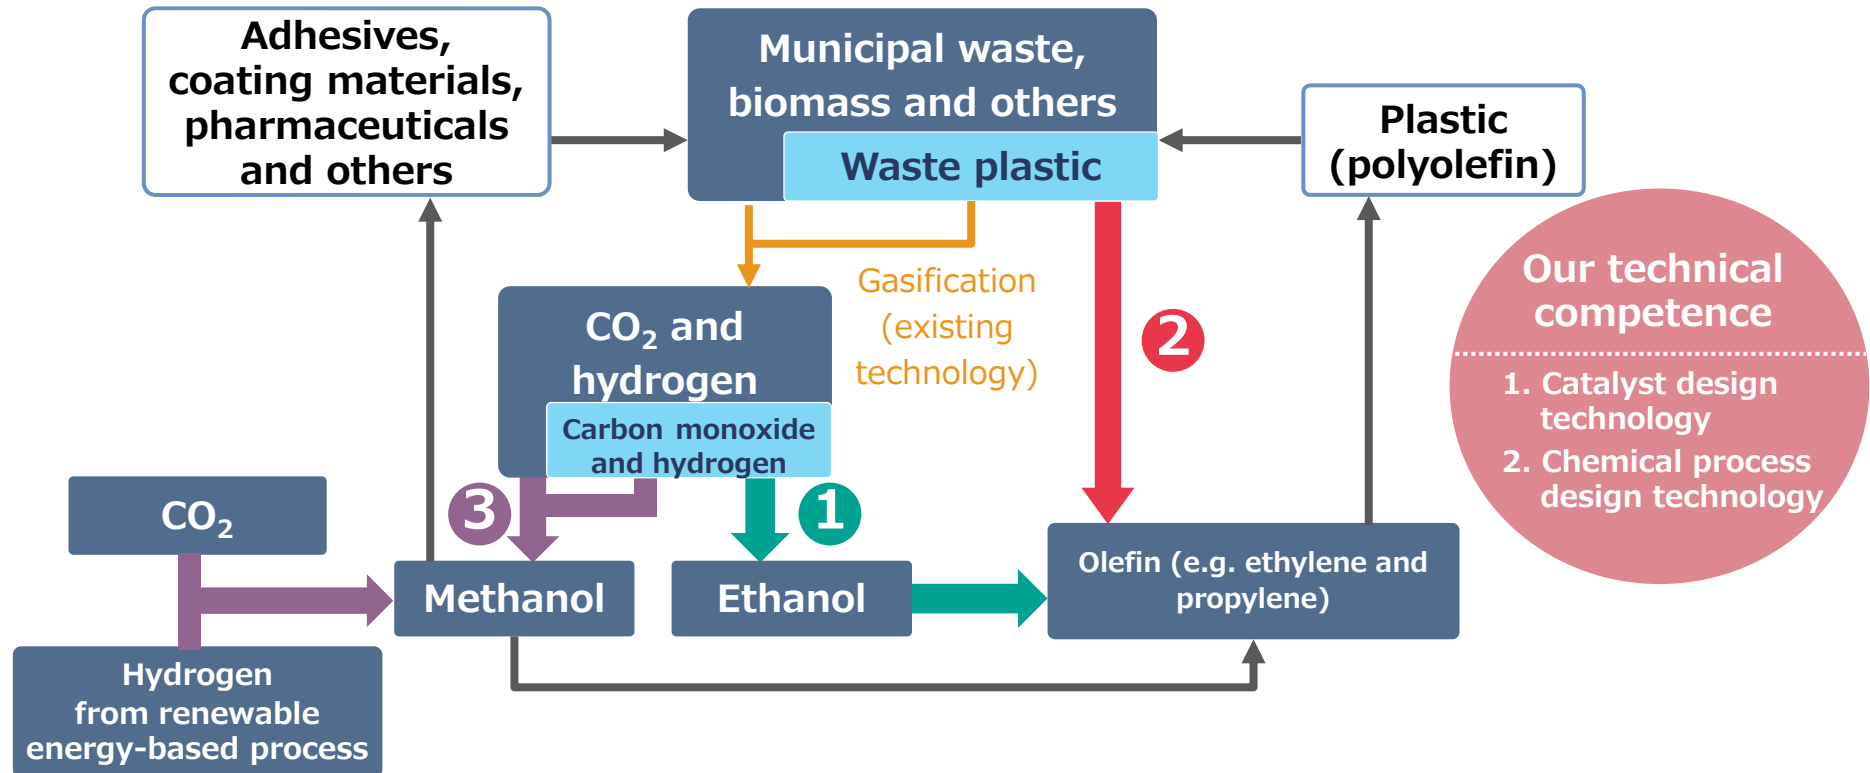 Adhesives,
coating materials,
pharmaceuticals
and others
Municipal waste,
biomass and others
Waste plastic
Plastic
(polyolefin)
Gasification
(existing
technology)
2
Our technical
competence
1. Catalyst design
technology
2. Chemical process
design technology
CO₂ and
hydrogen
Carbon monoxide
and hydrogen
3
1
CO₂
Methanol
Ethanol
Olefin (e.g. ethylene and
propylene)
Hydrogen
from renewable
energy-based process